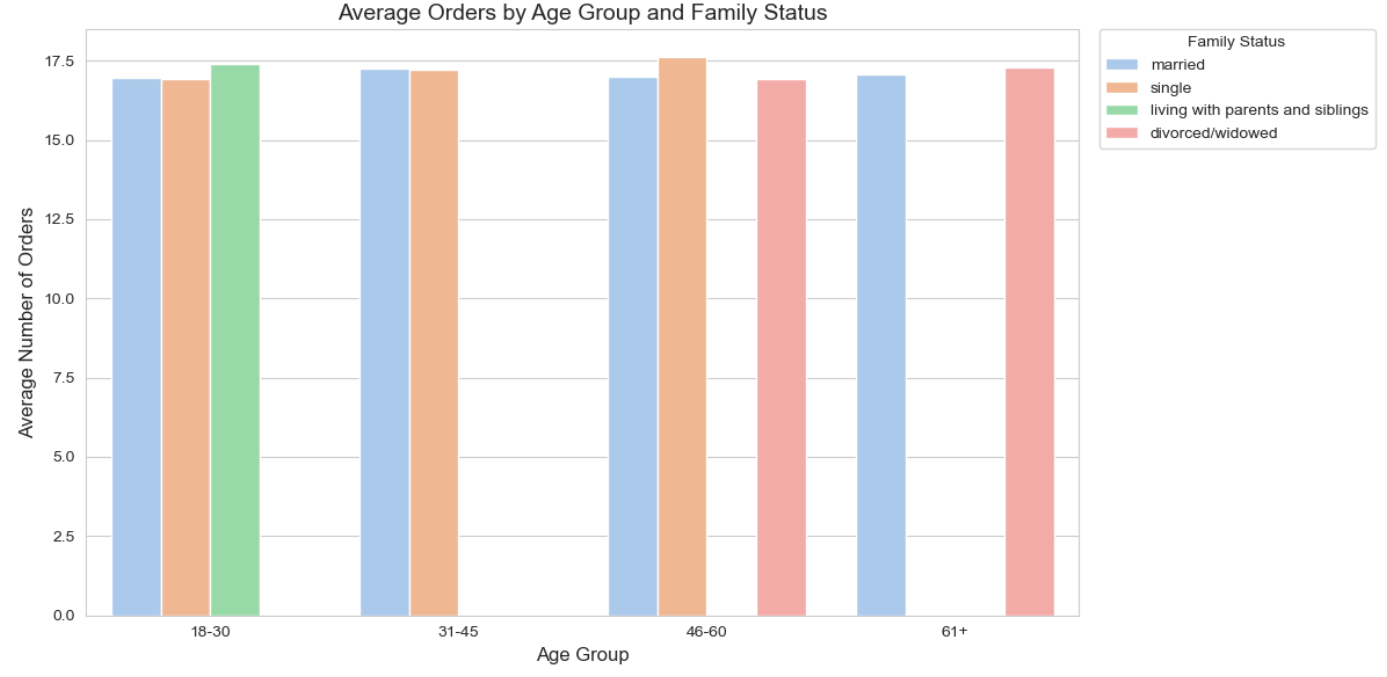 Average Orders by Age Group and Family Status
Family Status
married
single
living with parents and siblings
divorced/widowed
Average Number of Orders
17.5
15.0
12.5
10.0
7.5
5.0
2.5
0.0
18-30
31-45
46-60
61+
Age Group